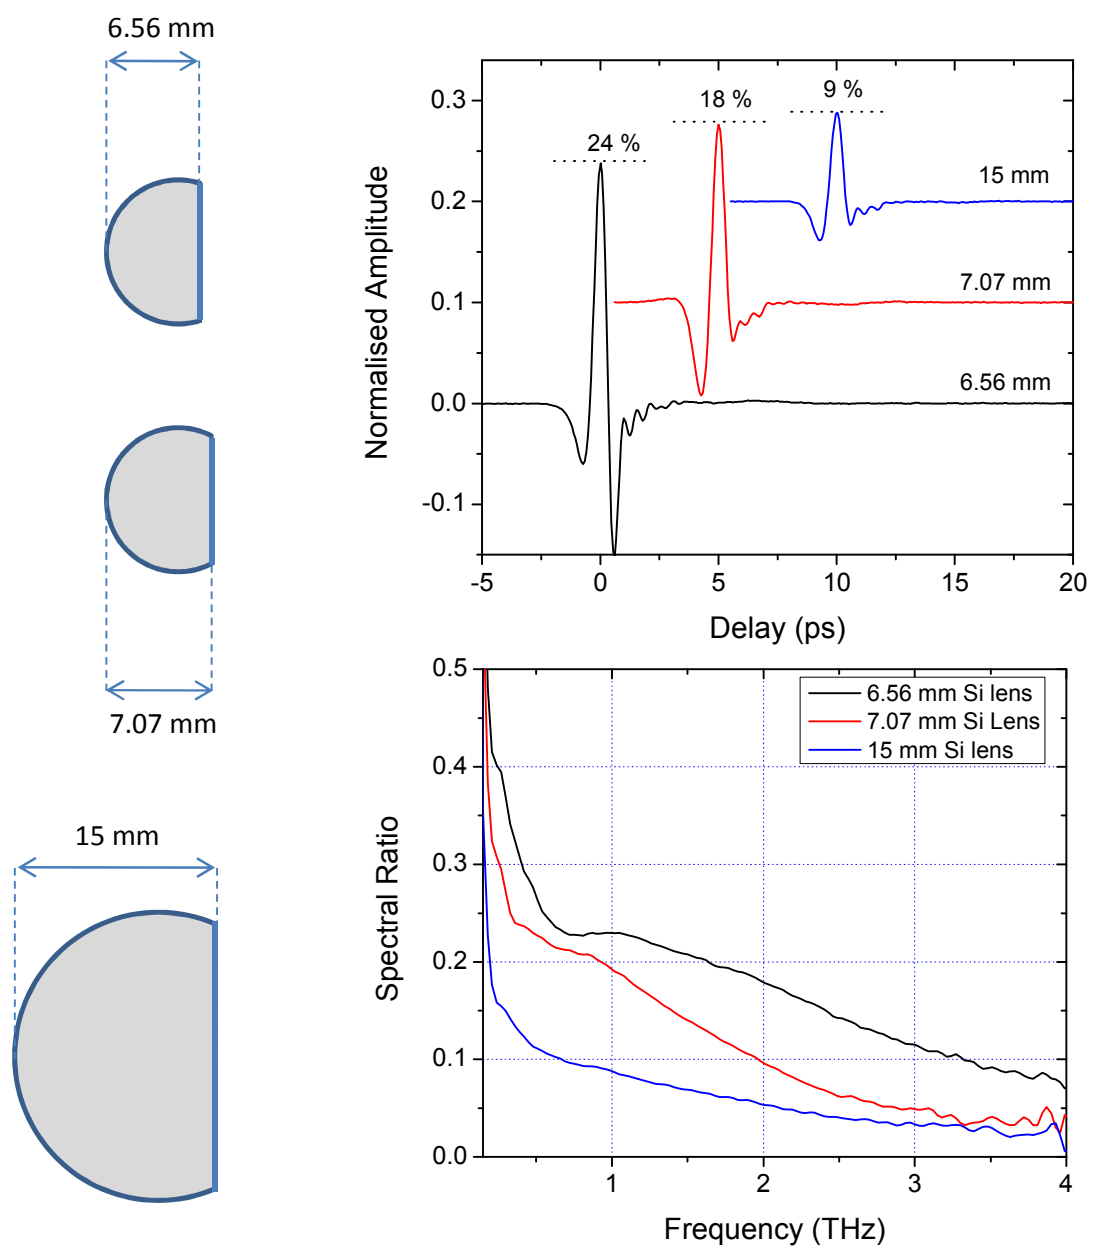 6.56 mm
7.07 mm
15 mm
0.3
0.2
0.1
0.0
-0.1
Normalised Amplitude
24 %
18 %
9 %
15 mm
7.07 mm
6.56 mm
-5 0 5 10 15 20
Delay (ps)
0.5
0.4
0.3
0.2
0.1
0.0
Spectral Ratio
6.56 mm Si lens
7.07 mm Si Lens
15 mm Si lens
1 2 3 4
Frequency (THz)